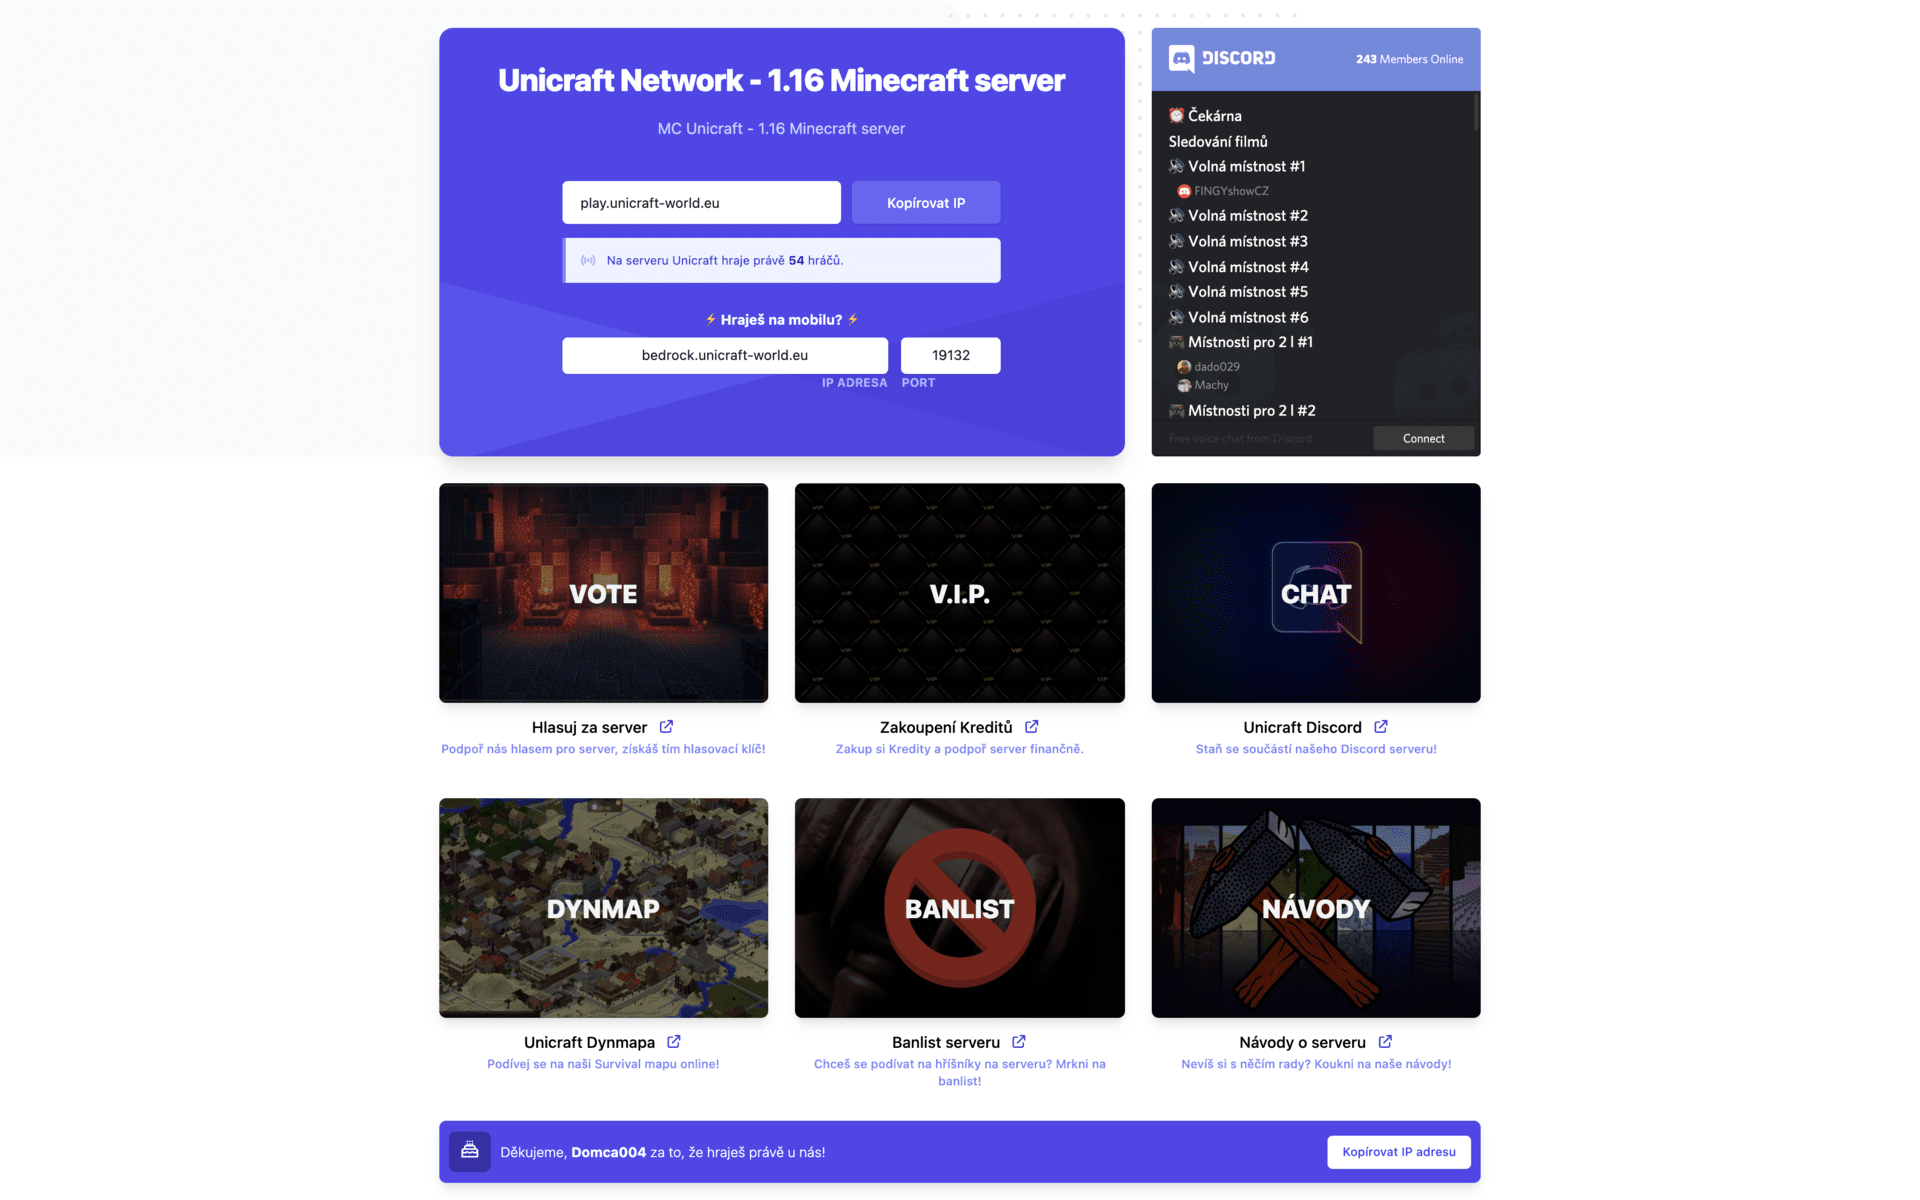 Unicraft Network - 1.16 Minecraft server
MC Unicraft - 1.16 Minecraft server
play.unicraft-world.eu
Kopírovat IP
Na serveru Unicraft hraje právě 54 hráčů.
⚡ Hraješ na mobilu? ⚡
bedrock.unicraft-world.eu
19132
IP ADRESA
PORT
DISCORD
243 Members Online
⏰ Čekárna
Sledování filmů
🔊 Volná místnost #1
FINGYshowCZ
🔊 Volná místnost #2
🔊 Volná místnost #3
🔊 Volná místnost #4
🔊 Volná místnost #5
🔊 Volná místnost #6
🎮 Místnosti pro 2 l #1
dado029
Machy
🎮 Místnosti pro 2 l #2
Free voice chat from Discord
Connect
VOTE
Hlasuj za server
Podpoř nás hlasem pro server, získáš tím hlasovací klíč!
V.I.P.
Zakoupení Kreditů
Zakup si Kredity a podpoř server finančně.
CHAT
Unicraft Discord
Staň se součástí našeho Discord serveru!
DYNMAP
Unicraft Dynmapa
Podívej se na naši Survival mapu online!
BANLIST
Banlist serveru
Chceš se podívat na hříšníky na serveru? Mrkni na
banlist!
NÁVODY
Návody o serveru
Nevíš si s něčím rady? Koukni na naše návody!
Děkujeme, Domca004 za to, že hraješ právě u nás!
Kopírovat IP adresu